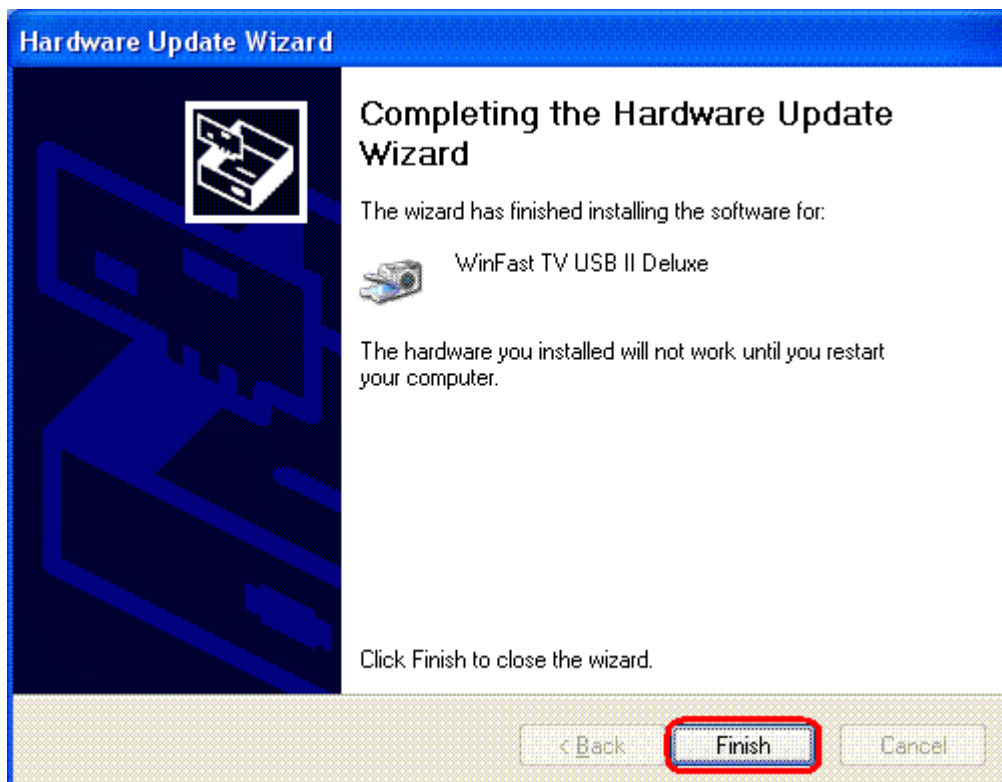 Hardware Update Wizard
Completing the Hardware Update
Wizard
The wizard has finished installing the software for:
WinFast TV USB II Deluxe
The hardware you installed will not work until you restart
your computer.
Click Finish to close the wizard.
< Back
Finish
Cancel